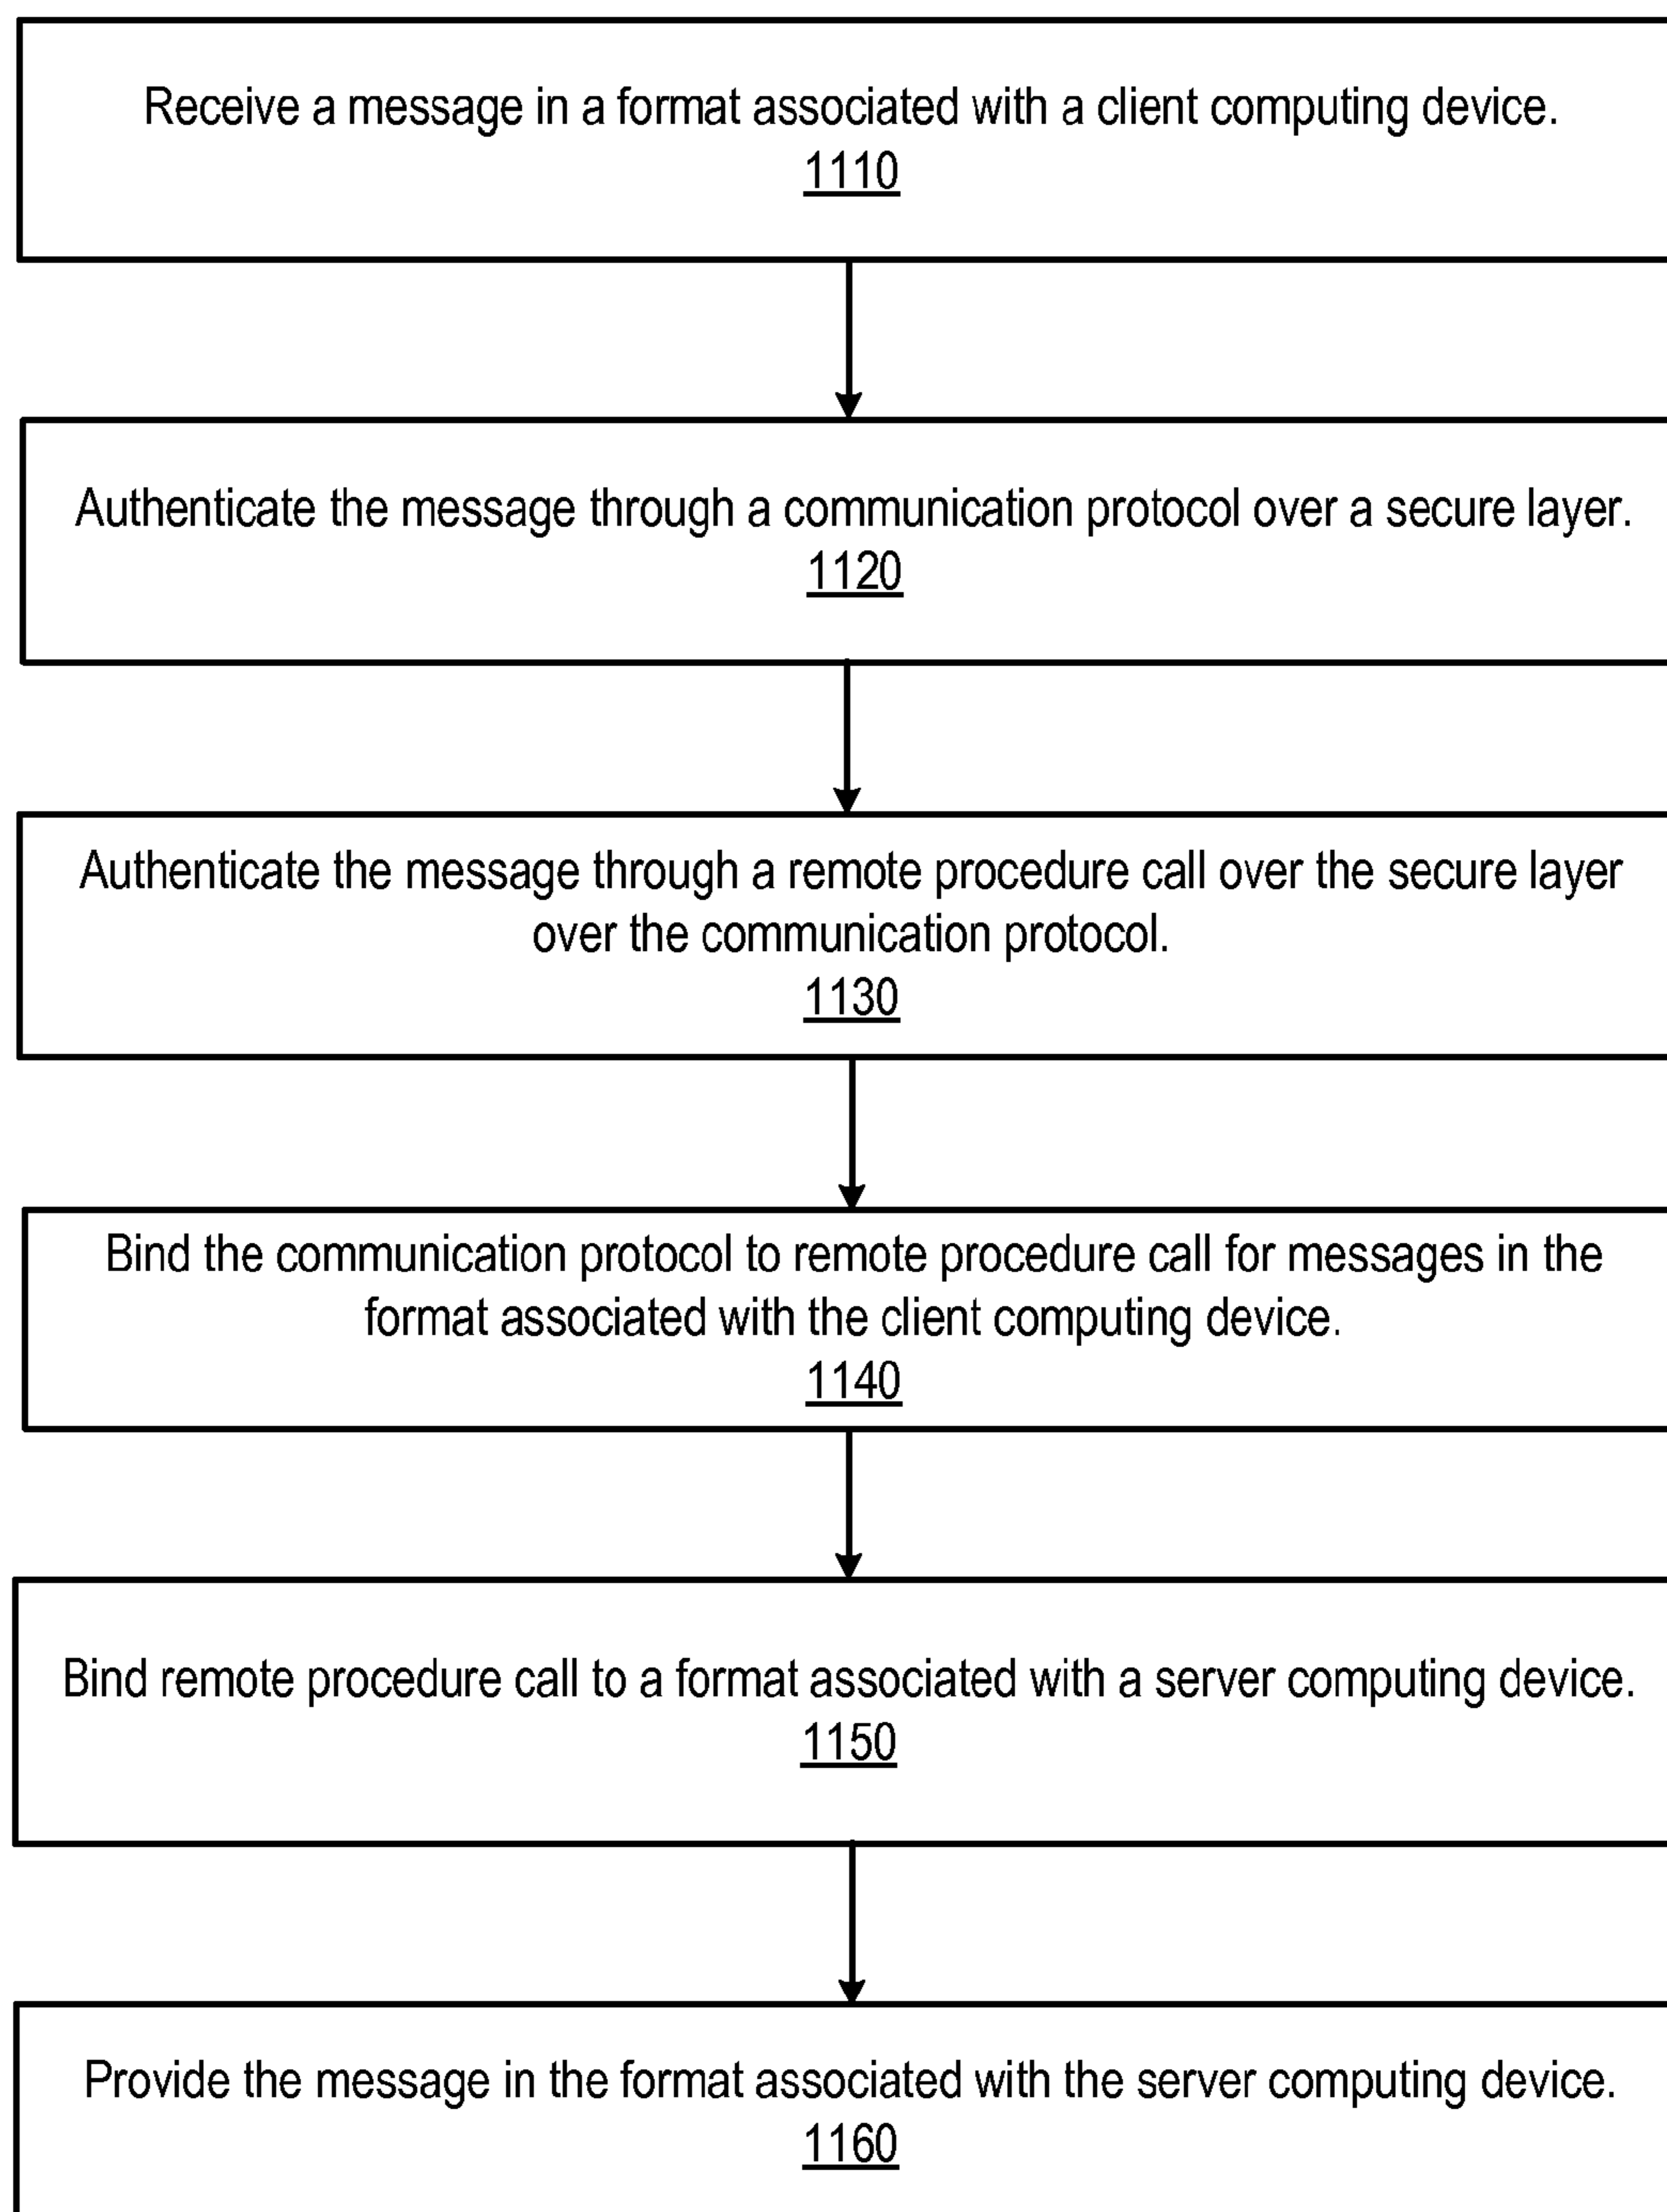 Receive a message in a format associated with a client computing device.
1110
Authenticate the message through a communication protocol over a secure layer.
1120
Authenticate the message through a remote procedure call over the secure layer
over the communication protocol.
1130
Bind the communication protocol to remote procedure call for messages in the
format associated with the client computing device.
1140
Bind remote procedure call to a format associated with a server computing device.
1150
Provide the message in the format associated with the server computing device.
1160